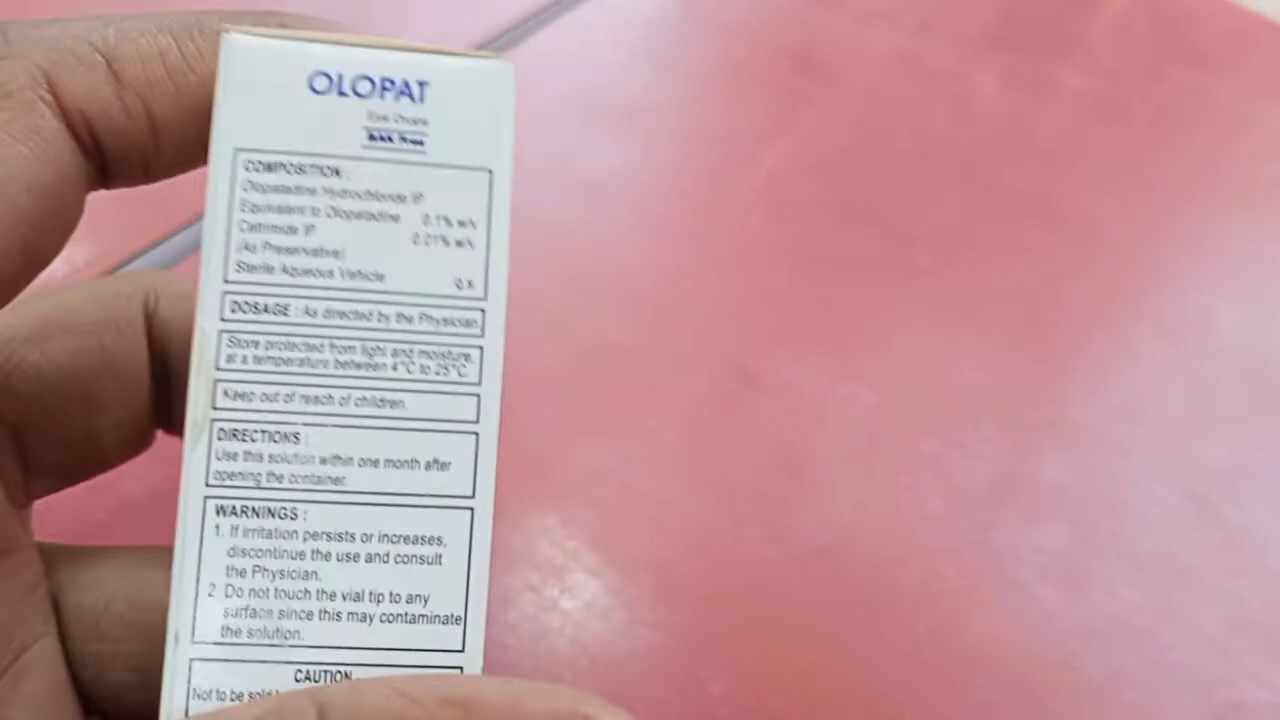 OLOPAT
Eye Drops
BAK Free
COMPOSITION :
Olopatadine Hydrochloride IP
Equivalent to Olopatadine 0.1% w/v
Cetrimide IP 0.01% w/v
(As Preservative)
Sterile Aqueous Vehicle q.s.
DOSAGE : As directed by the Physician.
Store protected from light and moisture,
at a temperature between 4°C to 25°C.
Keep out of reach of children.
DIRECTIONS :
Use this solution within one month after
opening the container.
WARNINGS :
1. If irritation persists or increases,
discontinue the use and consult
the Physician.
2 Do not touch the vial tip to any
surface since this may contaminate
the solution.
CAUTION
Not to be